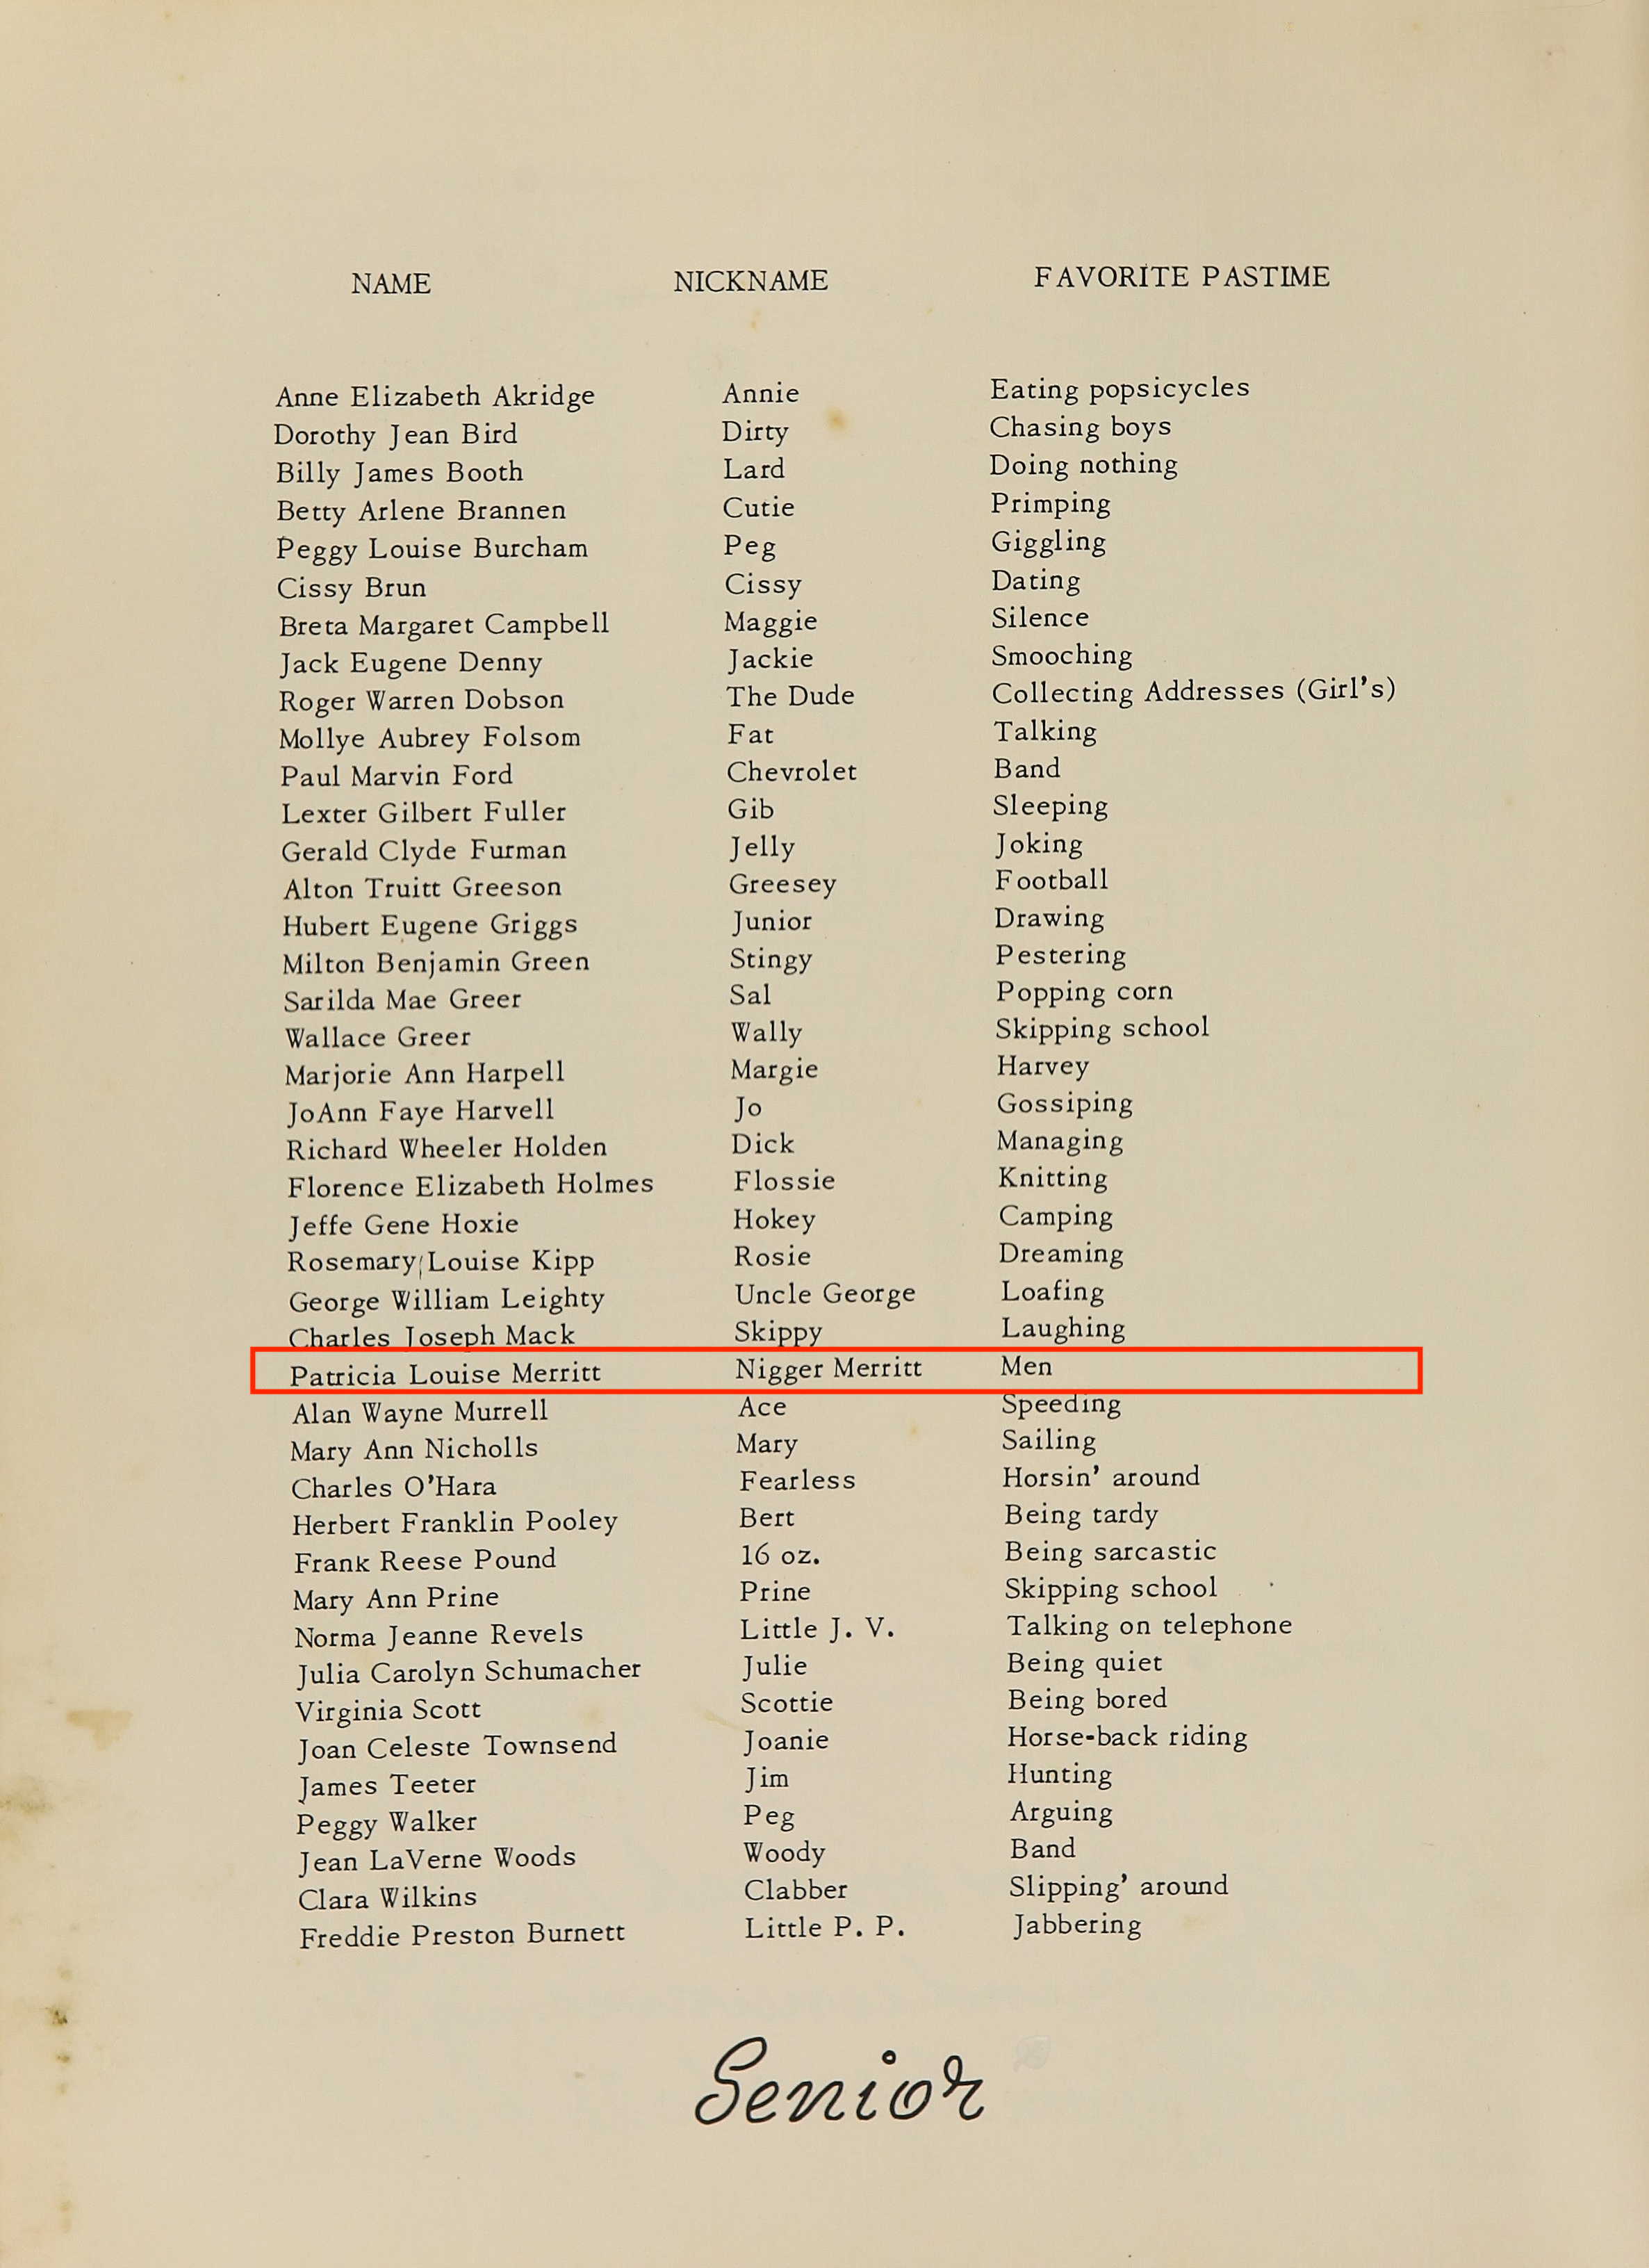 NAME NICKNAME FAVORITE PASTIME
Anne Elizabeth Akridge Annie Eating popsicycles
Dorothy Jean Bird Dirty Chasing boys
Billy James Booth Lard Doing nothing
Betty Arlene Brannen Cutie Primping
Peggy Louise Burcham Peg Giggling
Cissy Brun Cissy Dating
Breta Margaret Campbell Maggie Silence
Jack Eugene Denny Jackie Smooching
Roger Warren Dobson The Dude Collecting Addresses (Girl's)
Mollye Aubrey Folsom Fat Talking
Paul Marvin Ford Chevrolet Band
Lexter Gilbert Fuller Gib Sleeping
Gerald Clyde Furman Jelly Joking
Alton Truitt Greeson Greesey Football
Hubert Eugene Griggs Junior Drawing
Milton Benjamin Green Stingy Pestering
Sarilda Mae Greer Sal Popping corn
Wallace Greer Wally Skipping school
Marjorie Ann Harpell Margie Harvey
JoAnn Faye Harvell Jo Gossiping
Richard Wheeler Holden Dick Managing
Florence Elizabeth Holmes Flossie Knitting
Jeffe Gene Hoxie Hokey Camping
Rosemary Louise Kipp Rosie Dreaming
George William Leighty Uncle George Loafing
Charles Joseph Mack Skippy Laughing
Patricia Louise Merritt Nigger Merritt Men
Alan Wayne Murrell Ace Speeding
Mary Ann Nicholls Mary Sailing
Charles O'Hara Fearless Horsin' around
Herbert Franklin Pooley Bert Being tardy
Frank Reese Pound 16 oz. Being sarcastic
Mary Ann Prine Prine Skipping school
Norma Jeanne Revels Little J. V. Talking on telephone
Julia Carolyn Schumacher Julie Being quiet
Virginia Scott Scottie Being bored
Joan Celeste Townsend Joanie Horse-back riding
James Teeter Jim Hunting
Peggy Walker Peg Arguing
Jean LaVerne Woods Woody Band
Clara Wilkins Clabber Slipping' around
Freddie Preston Burnett Little P. P. Jabbering
Senior